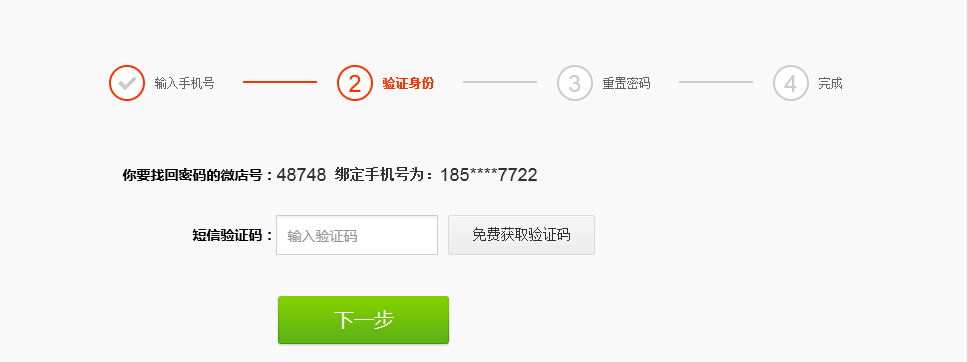 输入手机号 2 验证身份 3 重置密码 4 完成
你要找回密码的微店号：48748 绑定手机号为：185****7722
短信验证码： 输入验证码 免费获取验证码
下一步